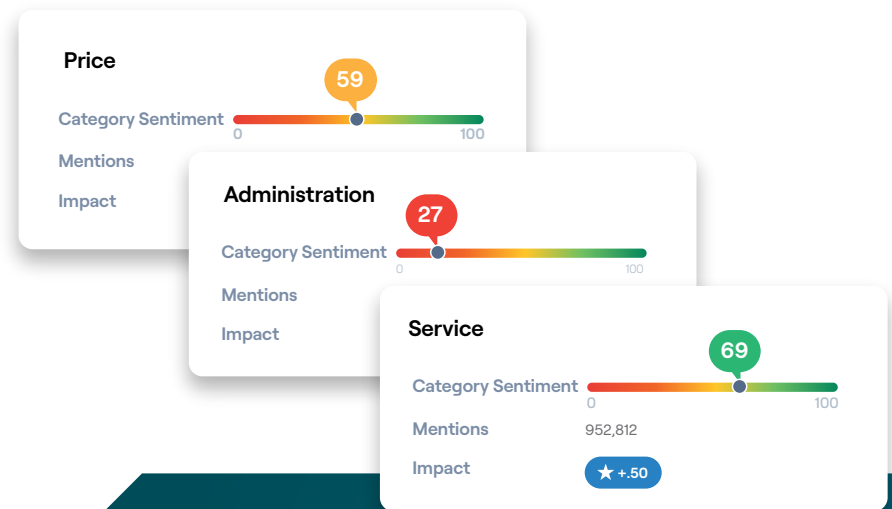 Price
59
Category Sentiment
0 100
Mentions
Impact
Administration
27
Category Sentiment
0 100
Mentions
Impact
Service
69
Category Sentiment
0 100
Mentions 952,812
Impact ★ +.50